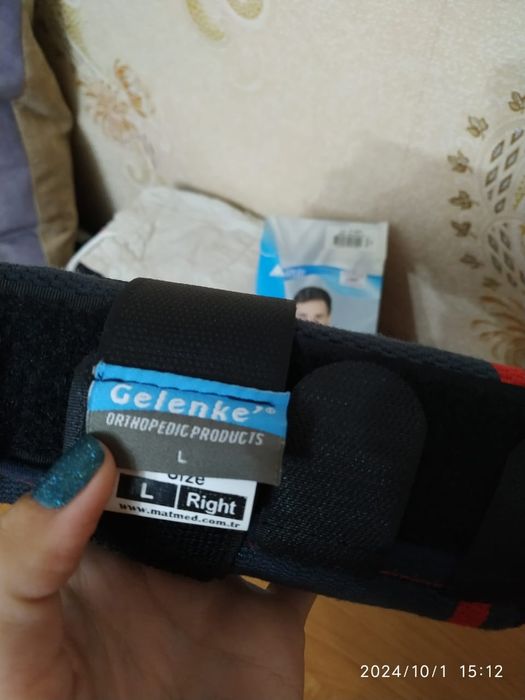 Gelenke'®
ORTHOPEDIC PRODUCTS
L
Size
L Right
www.matmed.com.tr
2024/10/1 15:12